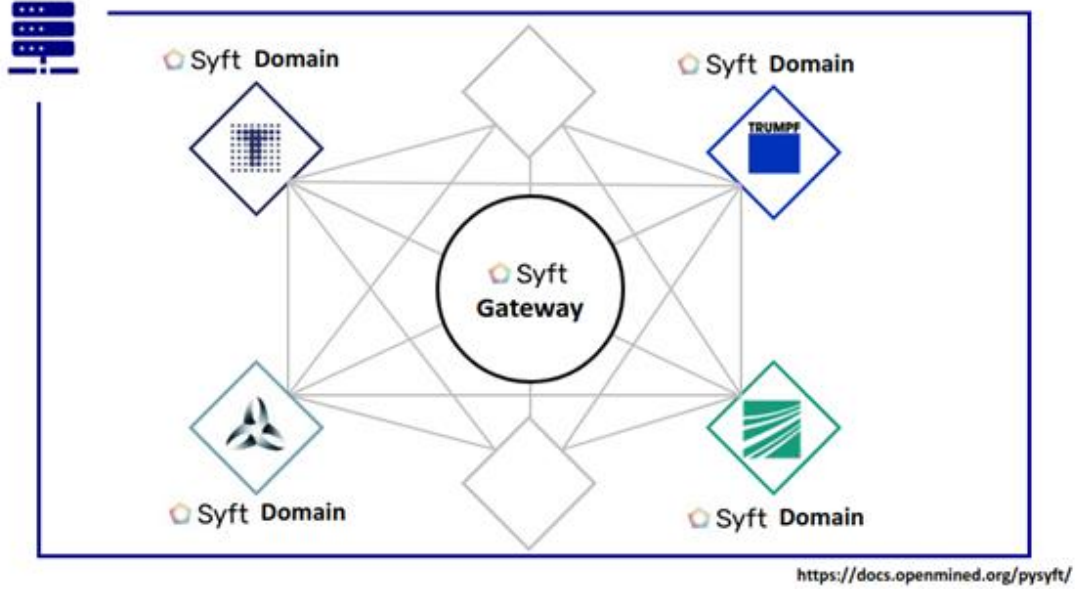 Syft Domain
Syft Domain
TRUMPF
Syft
Gateway
Syft Domain
Syft Domain
https://docs.openmined.org/pysyft/